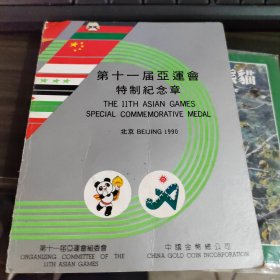 第十一届亞運會
特制紀念章
THE 11TH ASIAN GAMES
SPECIAL COMMEMORATIVE MEDAL
北京 BEIJING 1990
第十一届亞運會組委會
ORGANIZING COMMITTEE OF THE
11TH ASIAN GAMES
中國金幣總公司
CHINA GOLD COIN INCORPORATION